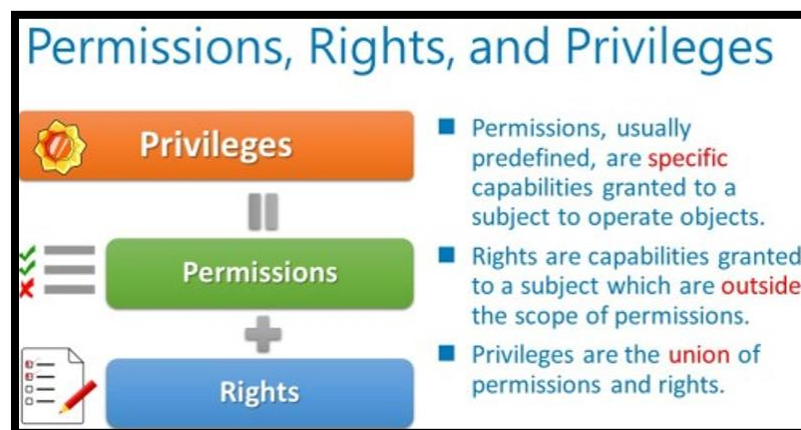 Permissions, Rights, and Privileges
Privileges
Permissions
Rights
■ Permissions, usually
predefined, are specific
capabilities granted to a
subject to operate objects.
■ Rights are capabilities granted
to a subject which are outside
the scope of permissions.
■ Privileges are the union of
permissions and rights.